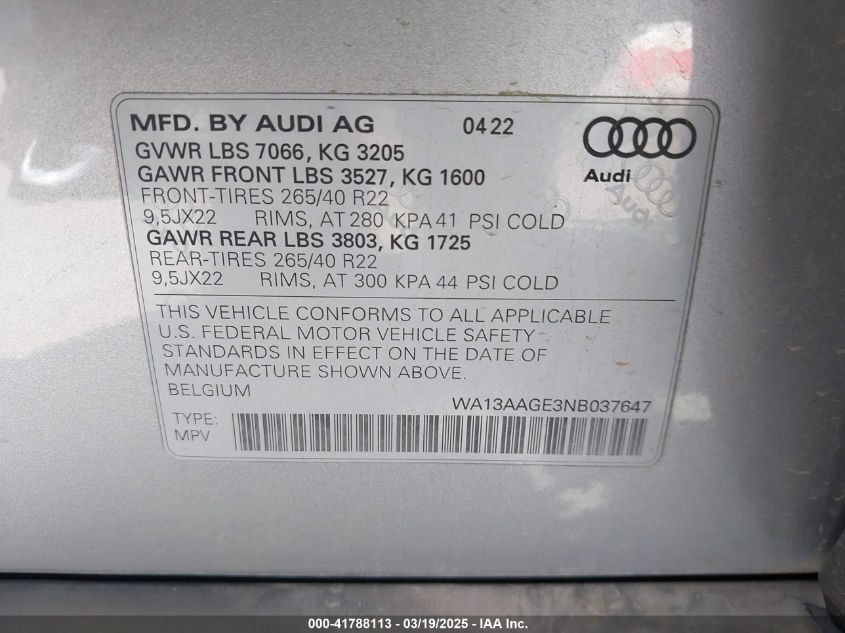 MFD. BY AUDI AG 0422
GVWR LBS 7066, KG 3205
GAWR FRONT LBS 3527, KG 1600
FRONT-TIRES 265/40 R22
9,5JX22 RIMS, AT 280 KPA 41 PSI COLD
GAWR REAR LBS 3803, KG 1725
REAR-TIRES 265/40 R22
9,5JX22 RIMS, AT 300 KPA 44 PSI COLD
Audi
THIS VEHICLE CONFORMS TO ALL APPLICABLE
U.S. FEDERAL MOTOR VEHICLE SAFETY
STANDARDS IN EFFECT ON THE DATE OF
MANUFACTURE SHOWN ABOVE.
BELGIUM
WA13AAGE3NB037647
TYPE:
MPV
000-41788113 — 03/19/2025 — IAA Holdings, LLC.